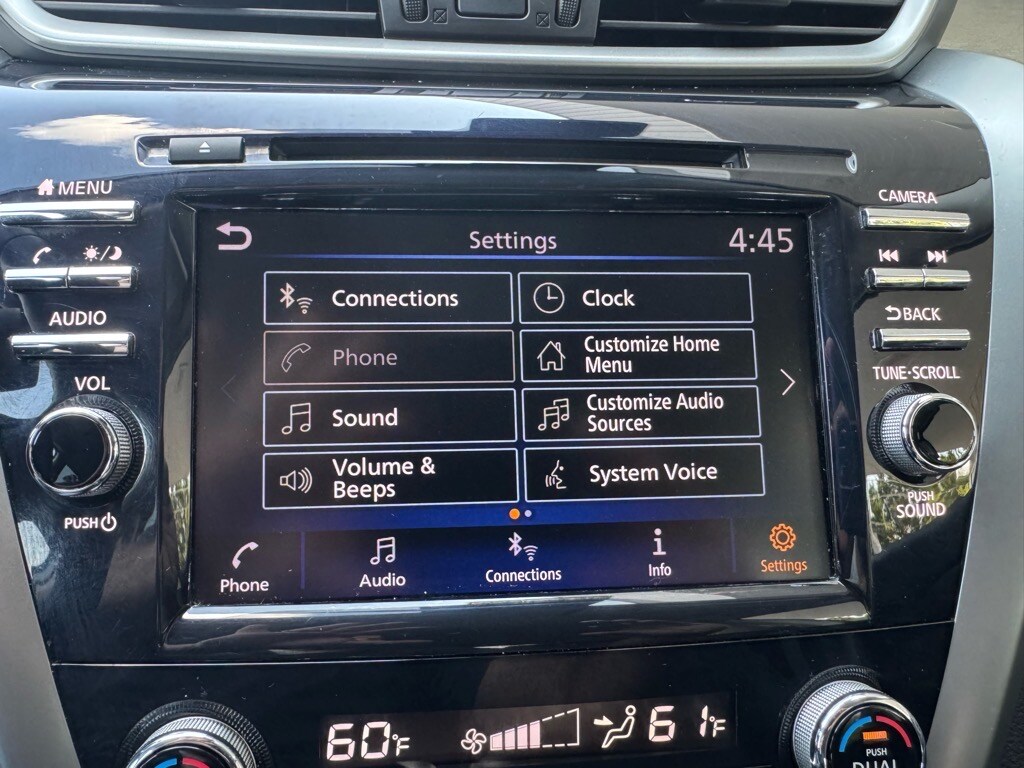 MENU
CAMERA
Settings
4:45
Connections
Clock
AUDIO
BACK
Phone
Customize Home
Menu
VOL
TUNE·SCROLL
Sound
Customize Audio
Sources
Volume &
Beeps
System Voice
PUSH
PUSH
SOUND
Phone
Audio
Connections
Info
Settings
60°F
61°F
PUSH
DUAL